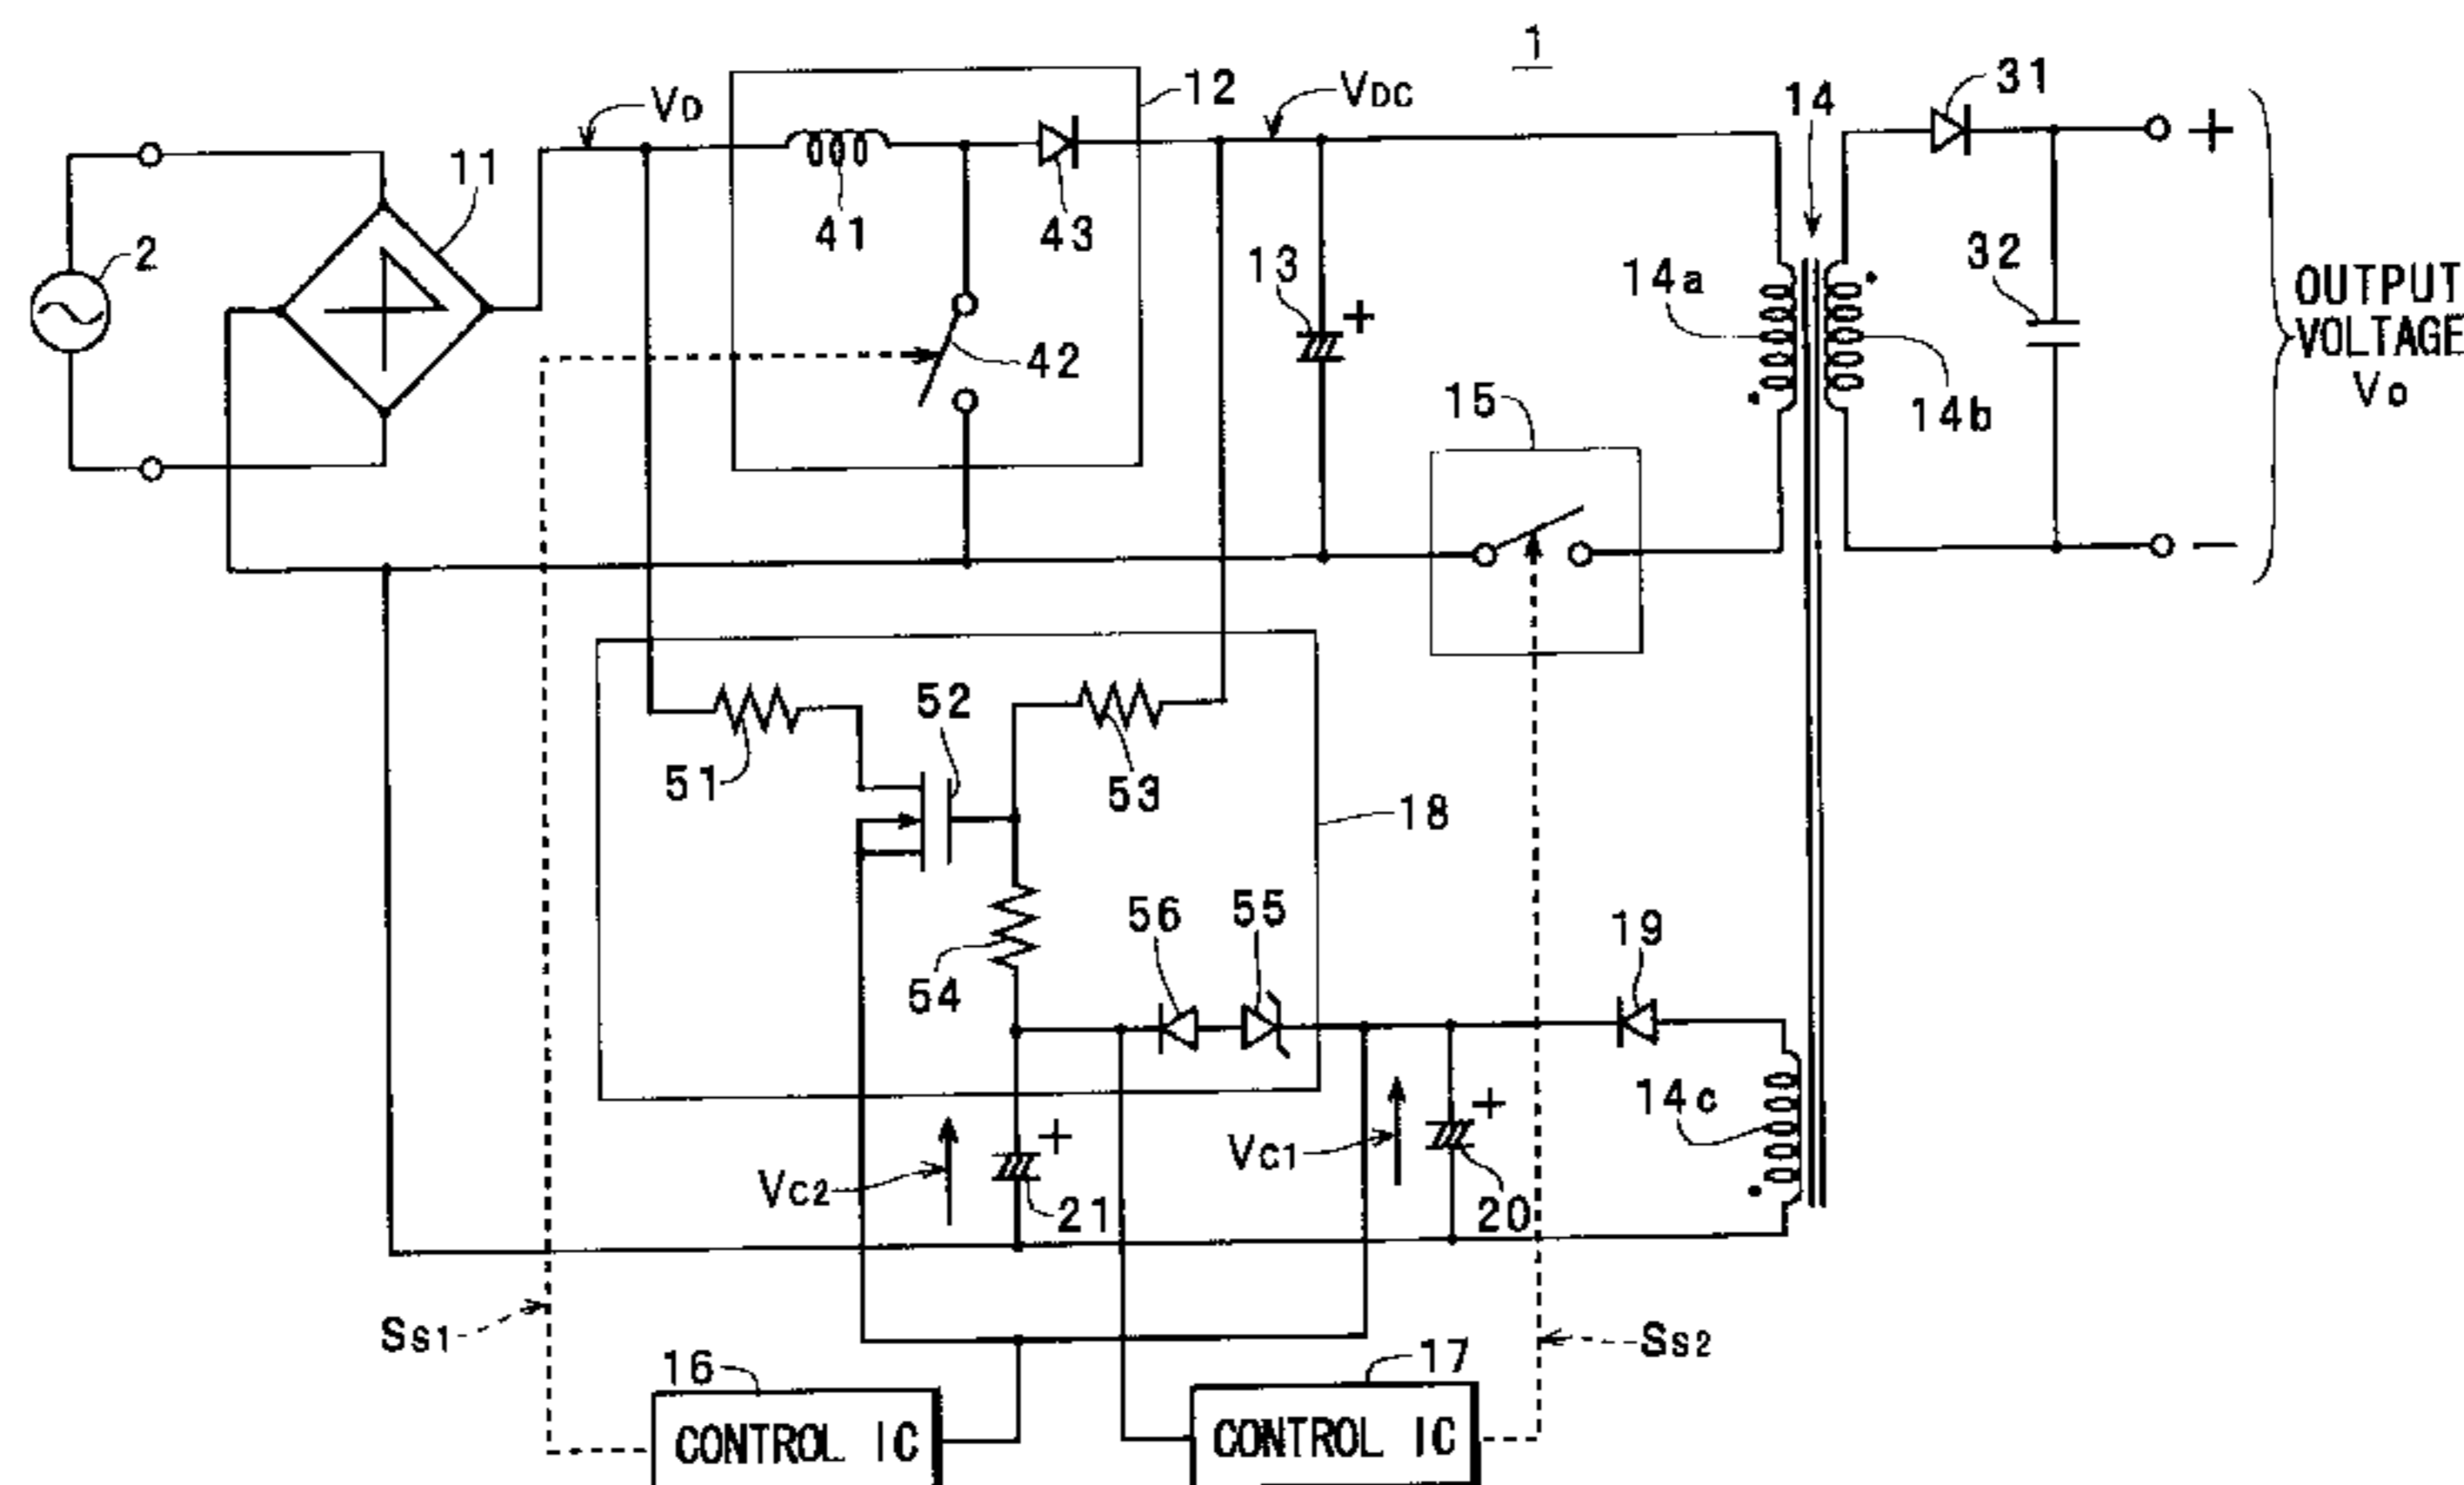 1
VD
12
VDC
14
31
+
11
41
43
2
13
+
14a
32
OUTPUT
VOLTAGE
Vo
42
15
14b
−
52
51
53
18
56
55
19
54
14c
+
+
VC2
21
VC1
20
SS1
SS2
16
17
CONTROL IC
CONTROL IC